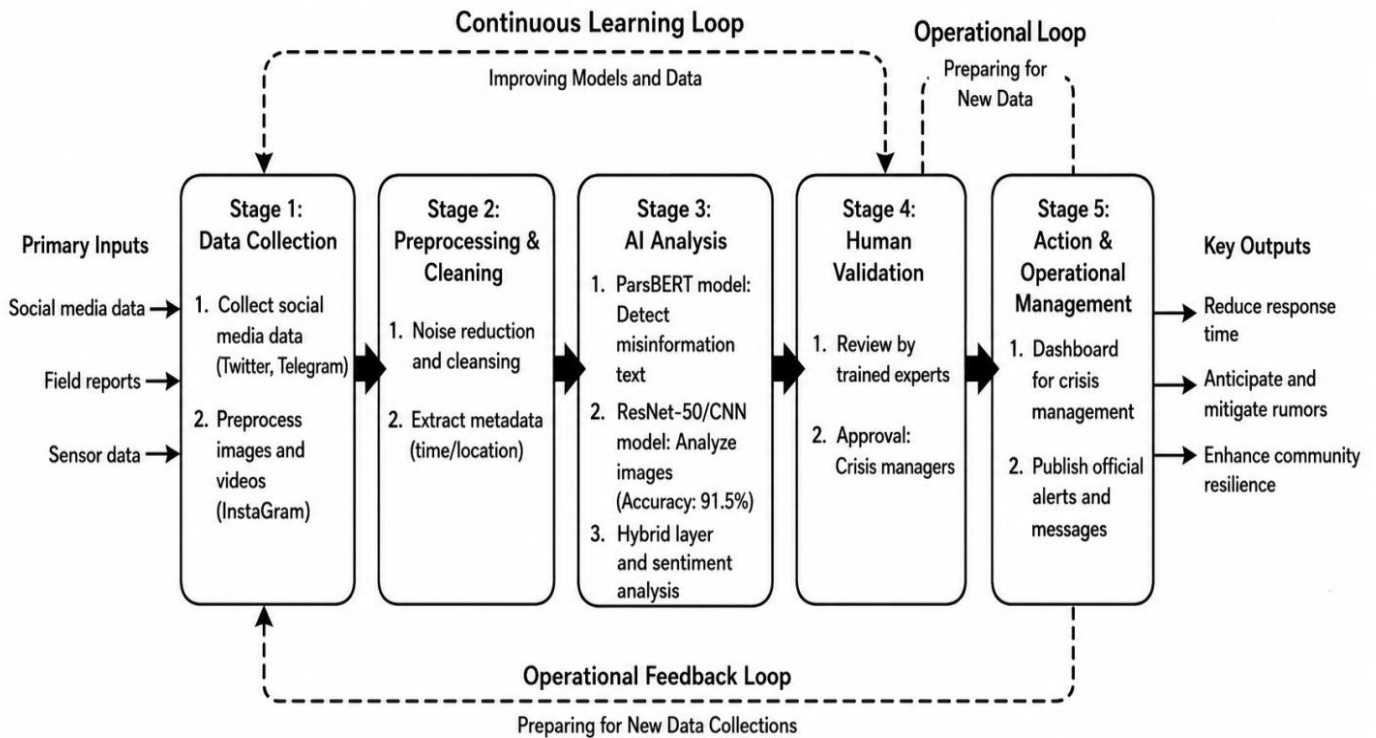 Continuous Learning Loop
Improving Models and Data
Operational Loop
Preparing for
New Data
Primary Inputs
Social media data
Field reports
Sensor data
Stage 1:
Data Collection
1. Collect social
media data
(Twitter, Telegram)
2. Preprocess
images and
videos
(InstaGram)
Stage 2:
Preprocessing &
Cleaning
1. Noise reduction
and cleansing
2. Extract metadata
(time/location)
Stage 3:
AI Analysis
1. ParsBERT model:
Detect
misinformation
text
2. ResNet-50/CNN
model: Analyze
images
(Accuracy: 91.5%)
3. Hybrid layer
and sentiment
analysis
Stage 4:
Human
Validation
1. Review by
trained experts
2. Approval:
Crisis managers
Stage 5:
Action &
Operational
Management
1. Dashboard
for crisis
management
2. Publish official
alerts and
messages
Key Outputs
Reduce response
time
Anticipate and
mitigate rumors
Enhance community
resilience
Operational Feedback Loop
Preparing for New Data Collections